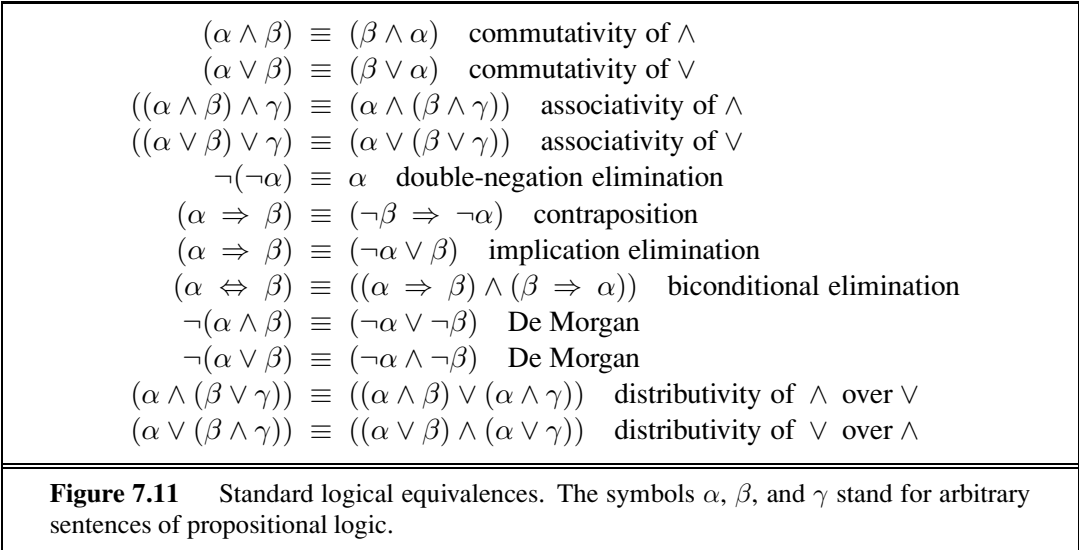 (α ∧ β) ≡ (β ∧ α) commutativity of ∧
(α ∨ β) ≡ (β ∨ α) commutativity of ∨
((α ∧ β) ∧ γ) ≡ (α ∧ (β ∧ γ)) associativity of ∧
((α ∨ β) ∨ γ) ≡ (α ∨ (β ∨ γ)) associativity of ∨
¬(¬α) ≡ α double-negation elimination
(α ⇒ β) ≡ (¬β ⇒ ¬α) contraposition
(α ⇒ β) ≡ (¬α ∨ β) implication elimination
(α ⇔ β) ≡ ((α ⇒ β) ∧ (β ⇒ α)) biconditional elimination
¬(α ∧ β) ≡ (¬α ∨ ¬β) De Morgan
¬(α ∨ β) ≡ (¬α ∧ ¬β) De Morgan
(α ∧ (β ∨ γ)) ≡ ((α ∧ β) ∨ (α ∧ γ)) distributivity of ∧ over ∨
(α ∨ (β ∧ γ)) ≡ ((α ∨ β) ∧ (α ∨ γ)) distributivity of ∨ over ∧
Figure 7.11 Standard logical equivalences. The symbols α, β, and γ stand for arbitrary
sentences of propositional logic.